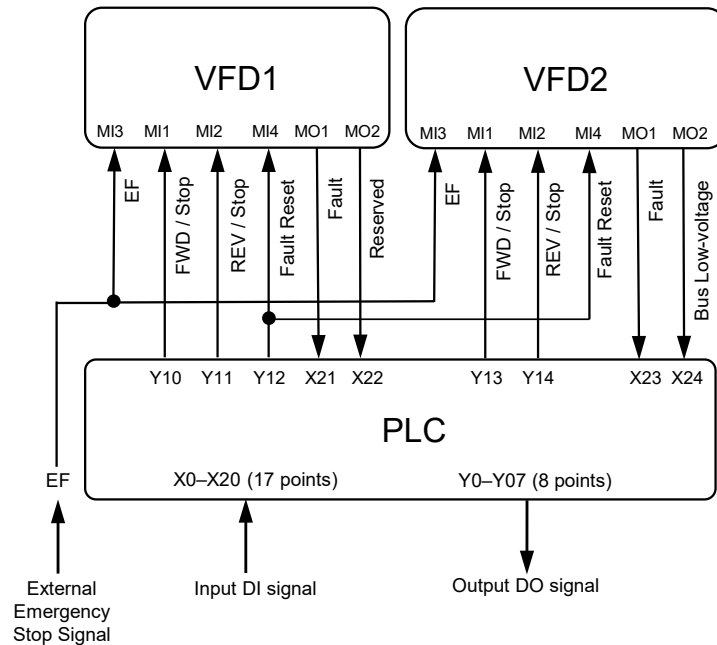 VFD1
VFD2
MI3 MI1 MI2 MI4 MO1 MO2
MI3 MI1 MI2 MI4 MO1 MO2
EF
FWD / Stop
REV / Stop
Fault Reset
Fault
Reserved
EF
FWD / Stop
REV / Stop
Fault Reset
Fault
Bus Low-voltage
Y10 Y11 Y12 X21 X22 Y13 Y14 X23 X24
PLC
EF
X0–X20 (17 points)
Y0–Y07 (8 points)
External
Emergency
Stop Signal
Input DI signal
Output DO signal